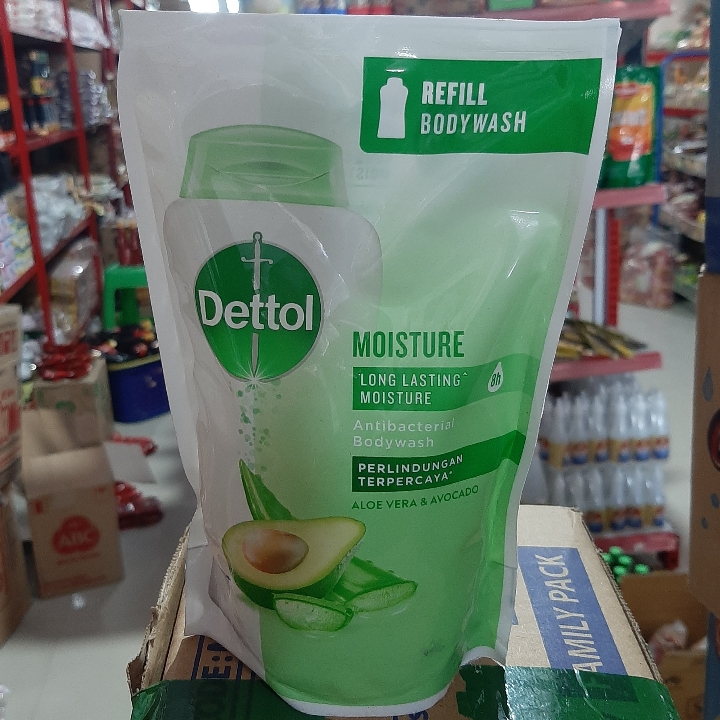 REFILL
BODYWASH
Dettol
MOISTURE
LONG LASTING^
MOISTURE
8h
Antibacterial
Bodywash
PERLINDUNGAN
TERPERCAYA*
ALOE VERA & AVOCADO
ABC
AMILY PACK